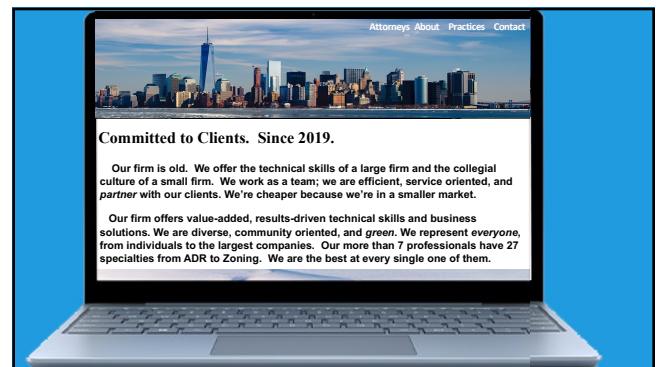 Attorneys About Practices Contact
Committed to Clients. Since 2019.
Our firm is old. We offer the technical skills of a large firm and the collegial
culture of a small firm. We work as a team; we are efficient, service oriented, and
partner with our clients. We're cheaper because we're in a smaller market.
Our firm offers value-added, results-driven technical skills and business
solutions. We are diverse, community oriented, and green. We represent everyone,
from individuals to the largest companies. Our more than 7 professionals have 27
specialties from ADR to Zoning. We are the best at every single one of them.